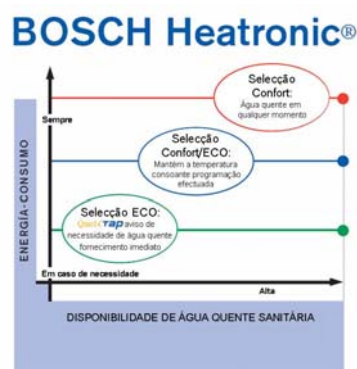 BOSCH Heatronic®
Selecção
Confort:
Água quente em
qualquer momento
Sempre
Selecção
Confort/ECO:
Mantém a temperatura
consoante programação
efectuada
Selecção ECO:
QwikTap aviso de
necessidade de água quente
fornecimento imediato
ENERGÍA-CONSUMO
Em caso de necessidade
Alta
DISPONIBILIDADE DE ÁGUA QUENTE SANITÁRIA